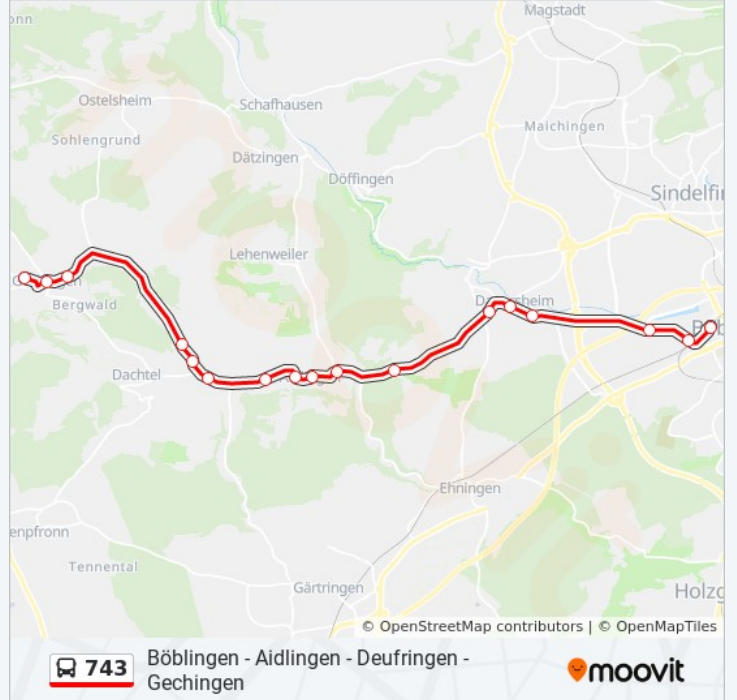 Magstadt
Ostelsheim
Schafhausen
Maichingen
Sohlengrund
Dätzingen
Döffingen
Sindelfi
Lehenweiler
Bergwald
Dachtel
Ehningen
enpfronn
Tennental
Gärtringen
Holzg
© OpenStreetMap contributors | © OpenMapTiles
743
Böblingen - Aidlingen - Deufringen -
Gechingen
moovit